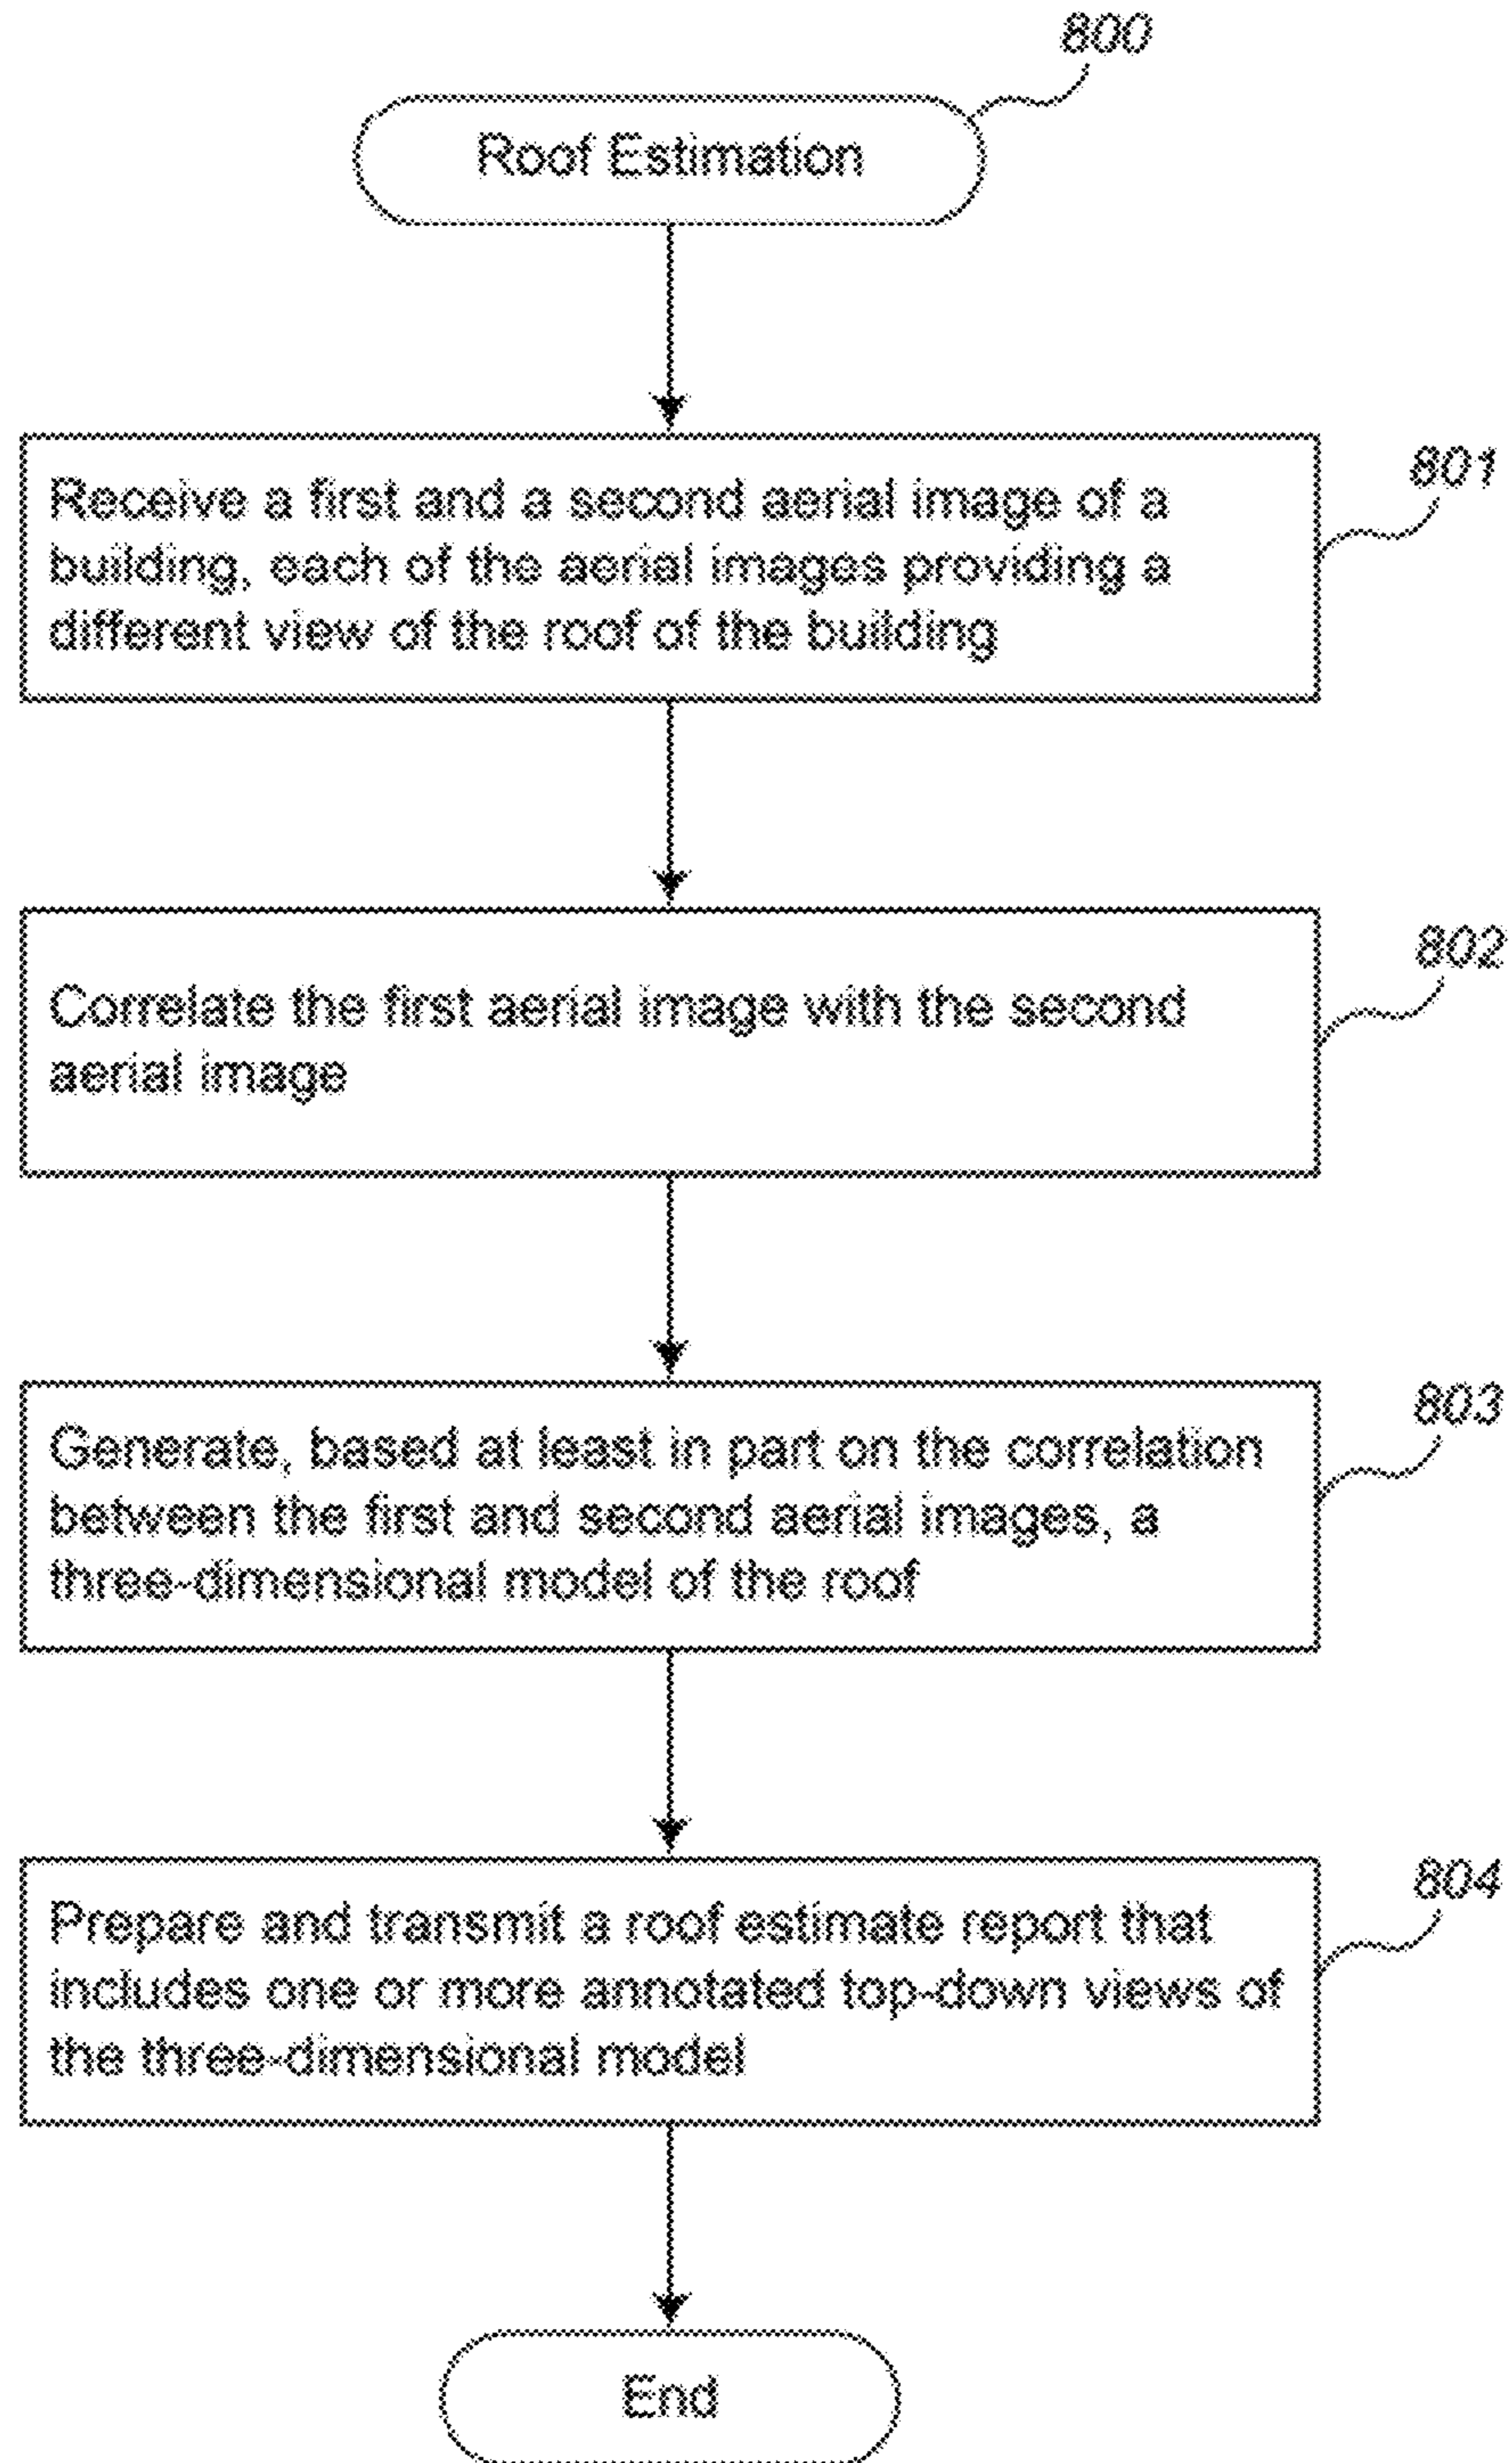 800
Roof Estimation
801
Receive a first and a second aerial image of a
building, each of the aerial images providing a
different view of the roof of the building
802
Correlate the first aerial image with the second
aerial image
803
Generate, based at least in part on the correlation
between the first and second aerial images, a
three-dimensional model of the roof
804
Prepare and transmit a roof estimate report that
includes one or more annotated top-down views of
the three-dimensional model
End